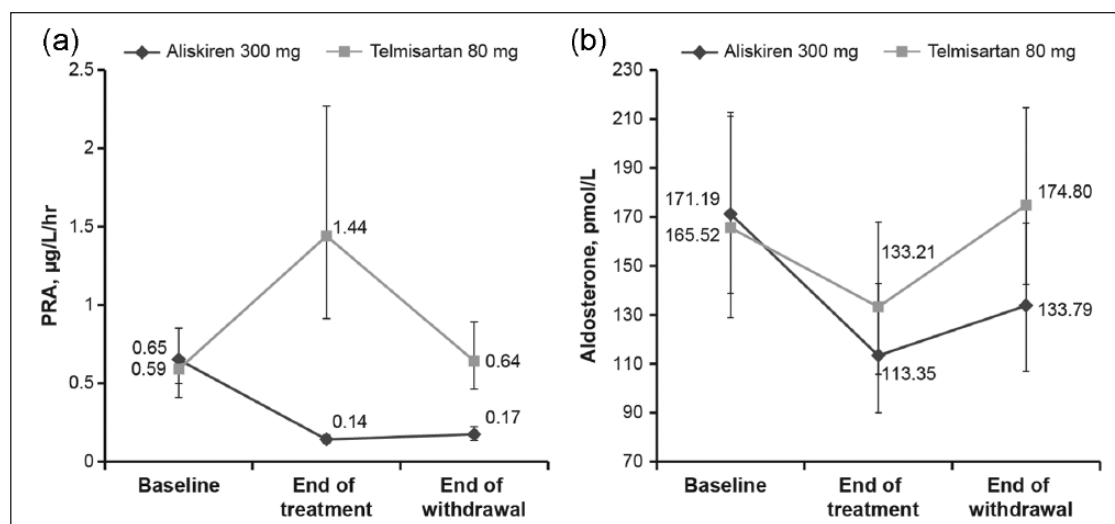 (a)
Aliskiren 300 mg Telmisartan 80 mg
2.5
2
1.5
1
0.5
0
PRA, µg/L/hr
0.65
0.59
1.44
0.14
0.64
0.17
Baseline
End of treatment
End of withdrawal
(b)
Aliskiren 300 mg Telmisartan 80 mg
230
210
190
170
150
130
110
90
70
Aldosterone, pmol/L
171.19
165.52
133.21
113.35
174.80
133.79
Baseline
End of treatment
End of withdrawal